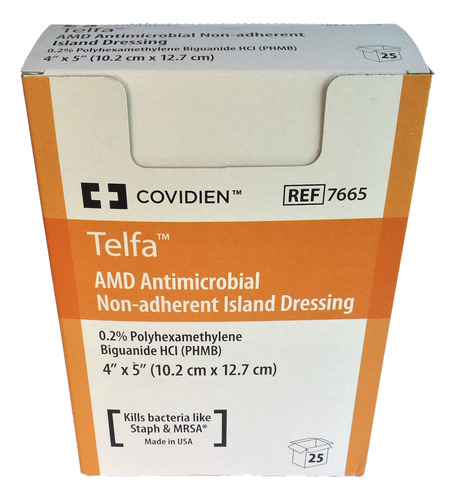 Telfa™
AMD Antimicrobial Non-adherent
Island Dressing
0.2% Polyhexamethylene Biguanide HCl (PHMB)
4” x 5” (10.2 cm x 12.7 cm)
25
COVIDIEN™
REF 7665
Telfa™
AMD Antimicrobial
Non-adherent Island Dressing
0.2% Polyhexamethylene
Biguanide HCl (PHMB)
4” x 5” (10.2 cm x 12.7 cm)
Kills bacteria like
Staph & MRSA*
Made in USA
25